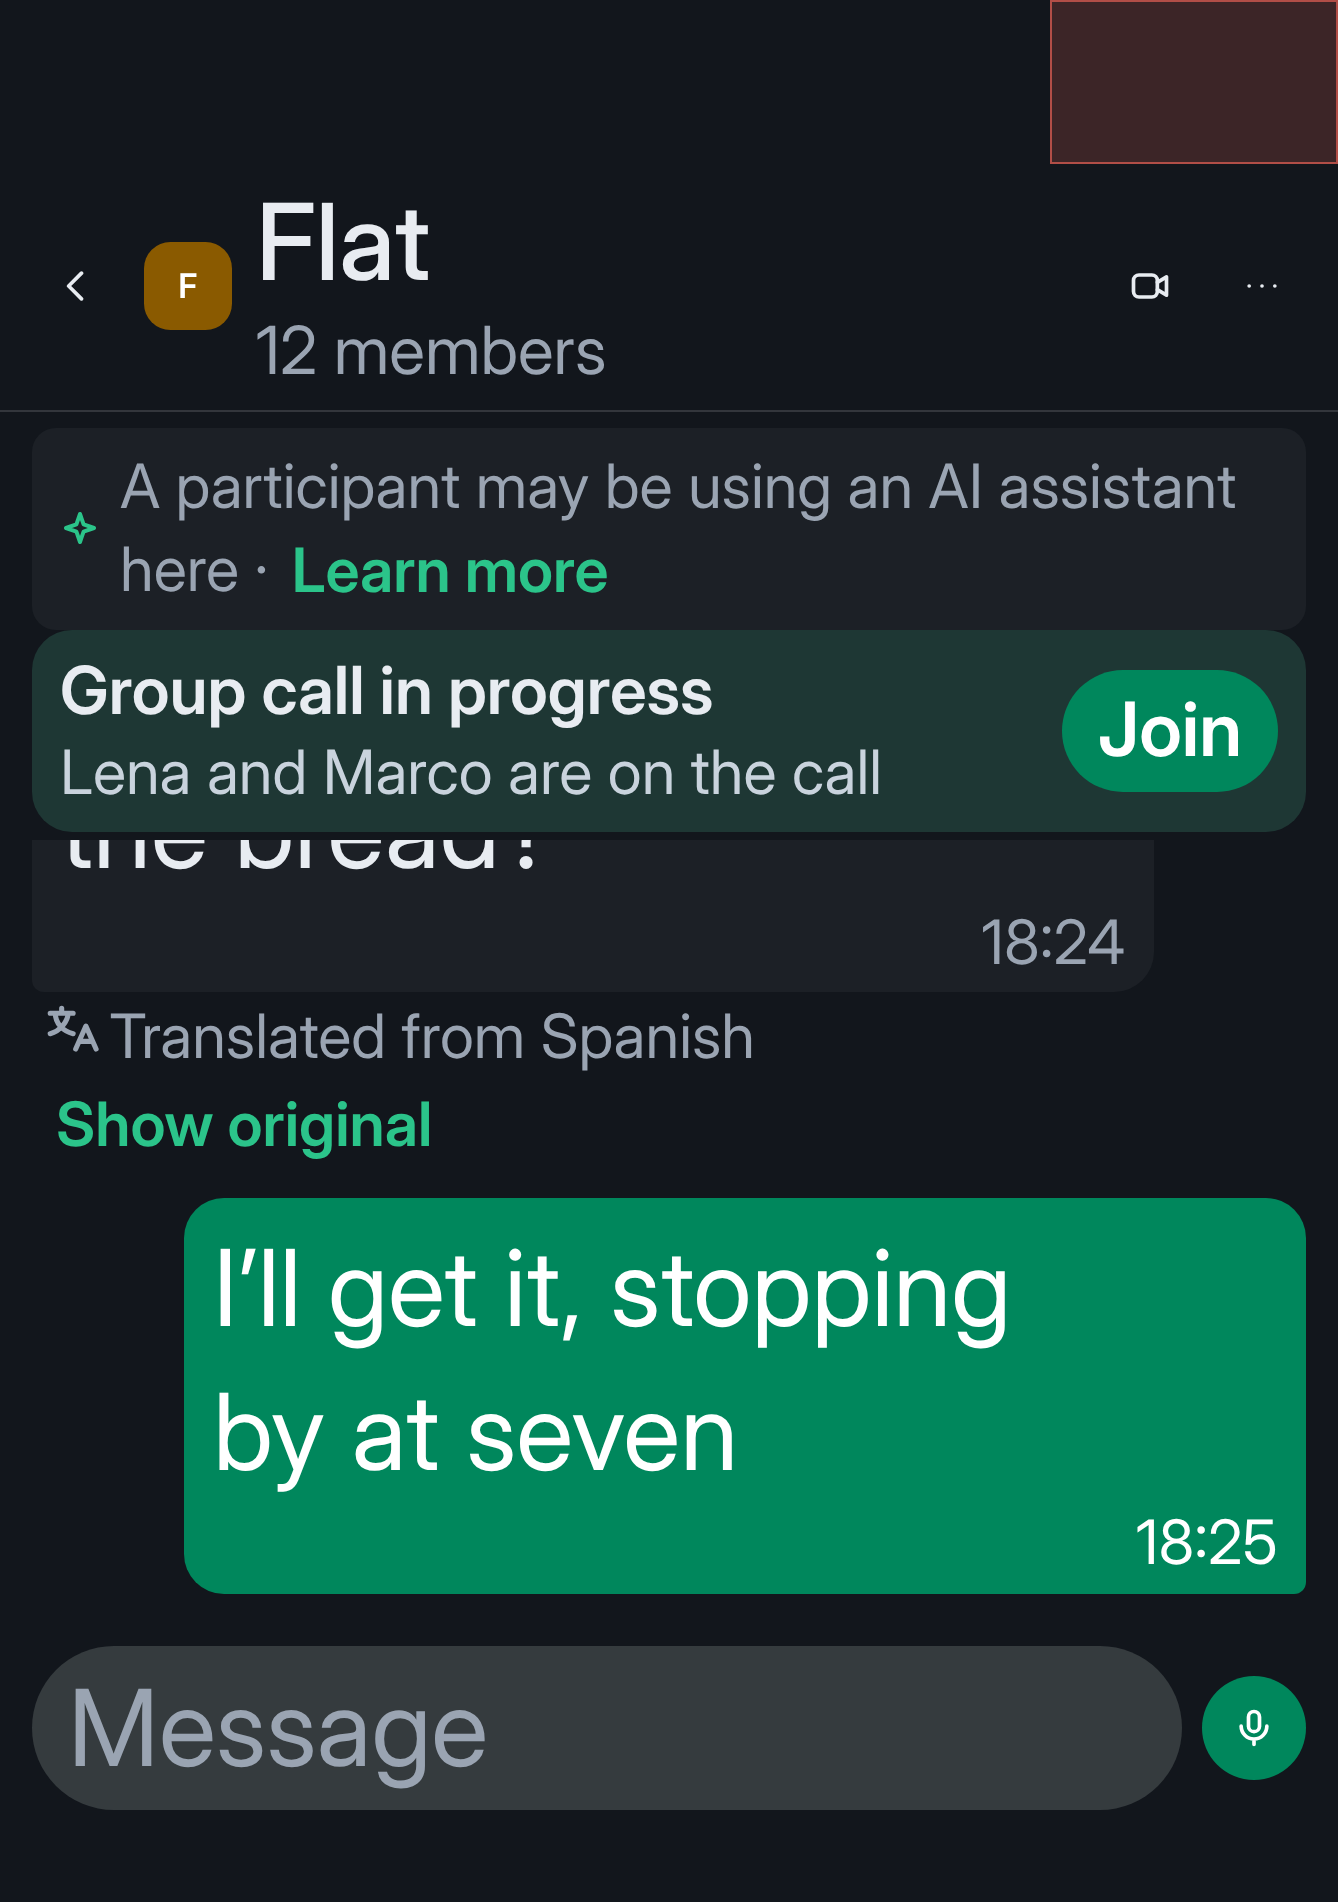 Flat
F
12 members
A participant may be using an AI assistant
here · Learn more
Group call in progress
Lena and Marco are on the call
Join
the bread?
18:24
Translated from Spanish
Show original
I’ll get it, stopping
by at seven
18:25
Message